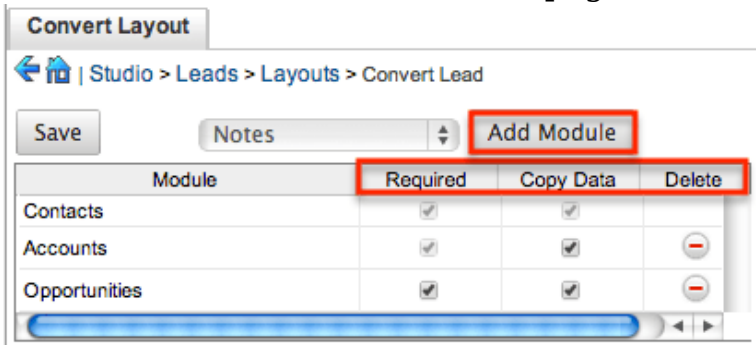 Convert Layout
| Studio > Leads > Layouts > Convert Lead
Save Notes Add Module
Module Required Copy Data Delete
Contacts
Accounts
Opportunities